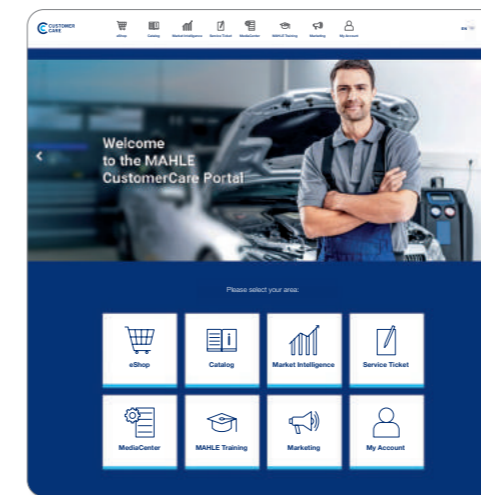 CUSTOMER
CARE
eShop Catalog Market Intelligence Service Ticket MediaCenter MAHLE Training Marketing My Account
EN
Welcome
to the MAHLE
CustomerCare Portal
Please select your area:
eShop Catalog Market Intelligence Service Ticket
MediaCenter MAHLE Training Marketing My Account